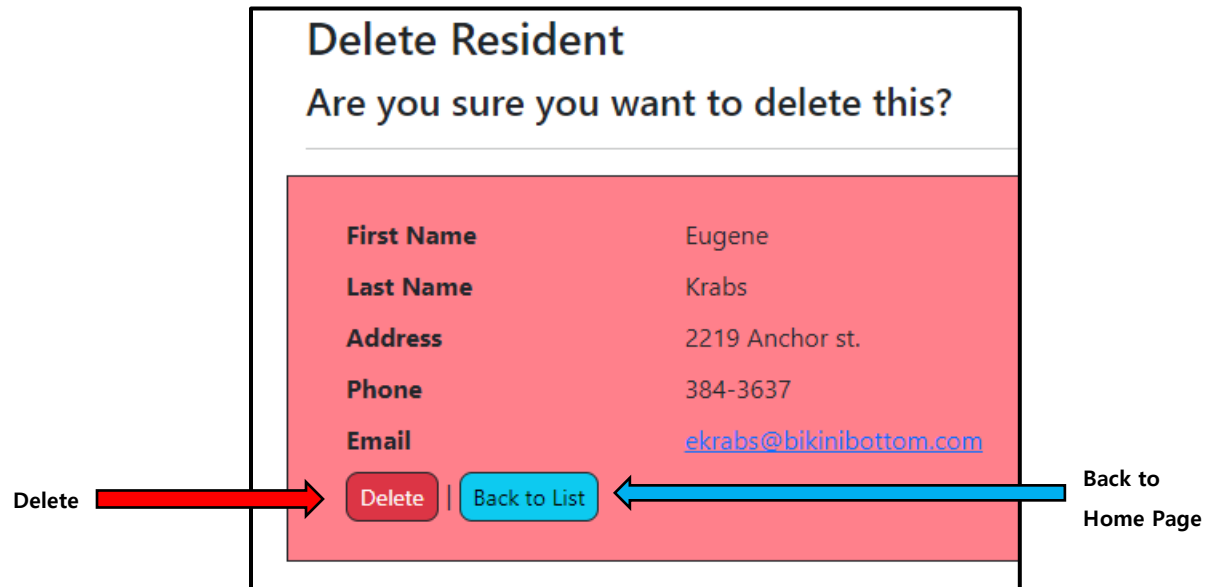 Delete Resident
Are you sure you want to delete this?
First Name Eugene
Last Name Krabs
Address 2219 Anchor st.
Phone 384-3637
Email ekrabs@bikinibottom.com
Delete Delete | Back to List Back to
Home Page